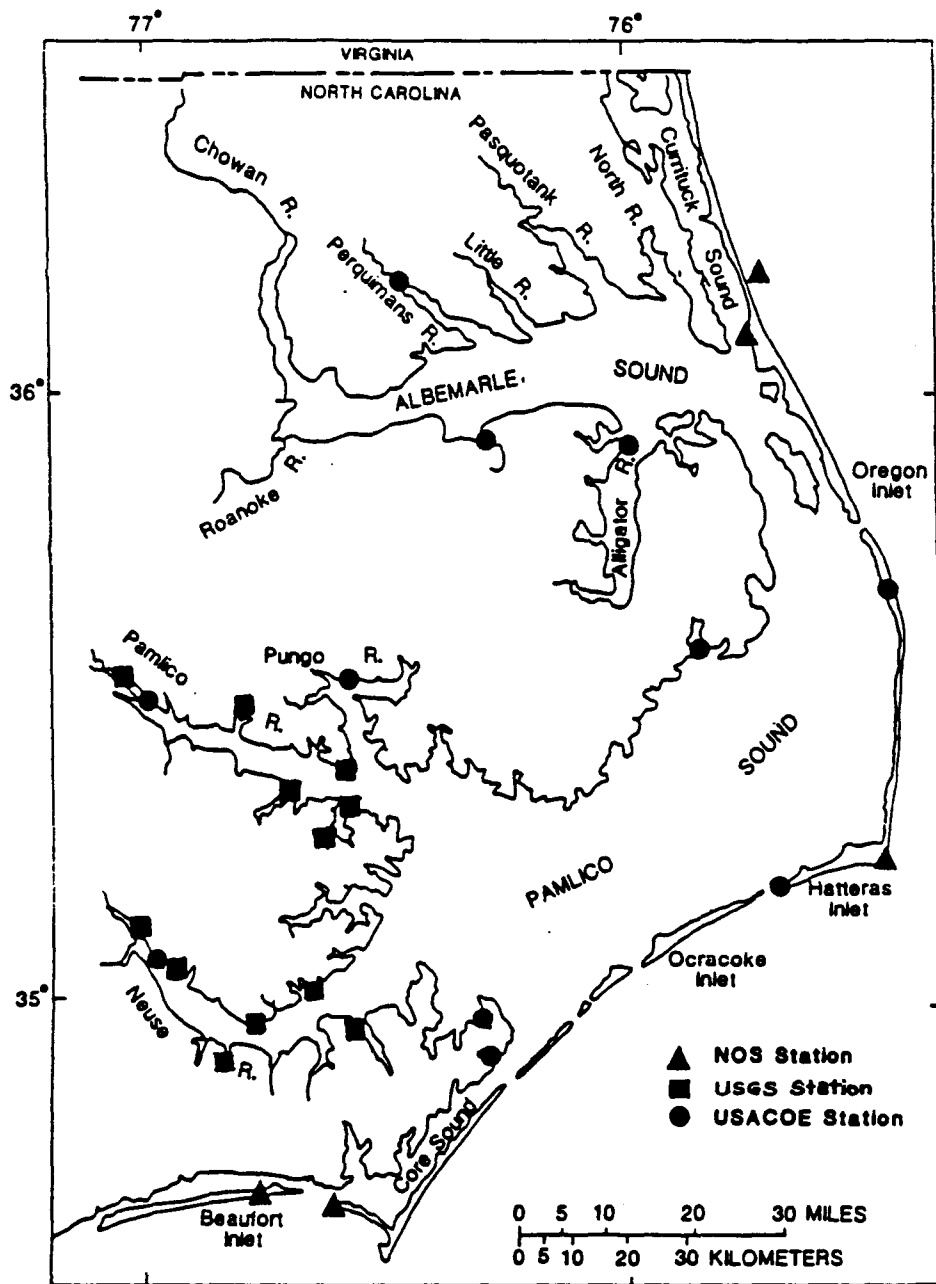 77°
76°
VIRGINIA
NORTH CAROLINA
Chowan R.
Pasquotank R.
North R.
Currituck Sound
Little R.
Perquimans R.
36°
ALBEMARLE, SOUND
Roanoke R.
Alligator R.
Oregon
Inlet
Pamlico R.
Pungo R.
PAMLICO SOUND
Hatteras
Inlet
Ocracoke
Inlet
35°
Neuse R.
Core Sound
Beaufort
Inlet
NOS Station
USGS Station
USACOE Station
0 5 10 20 30 MILES
0 5 10 20 30 KILOMETERS